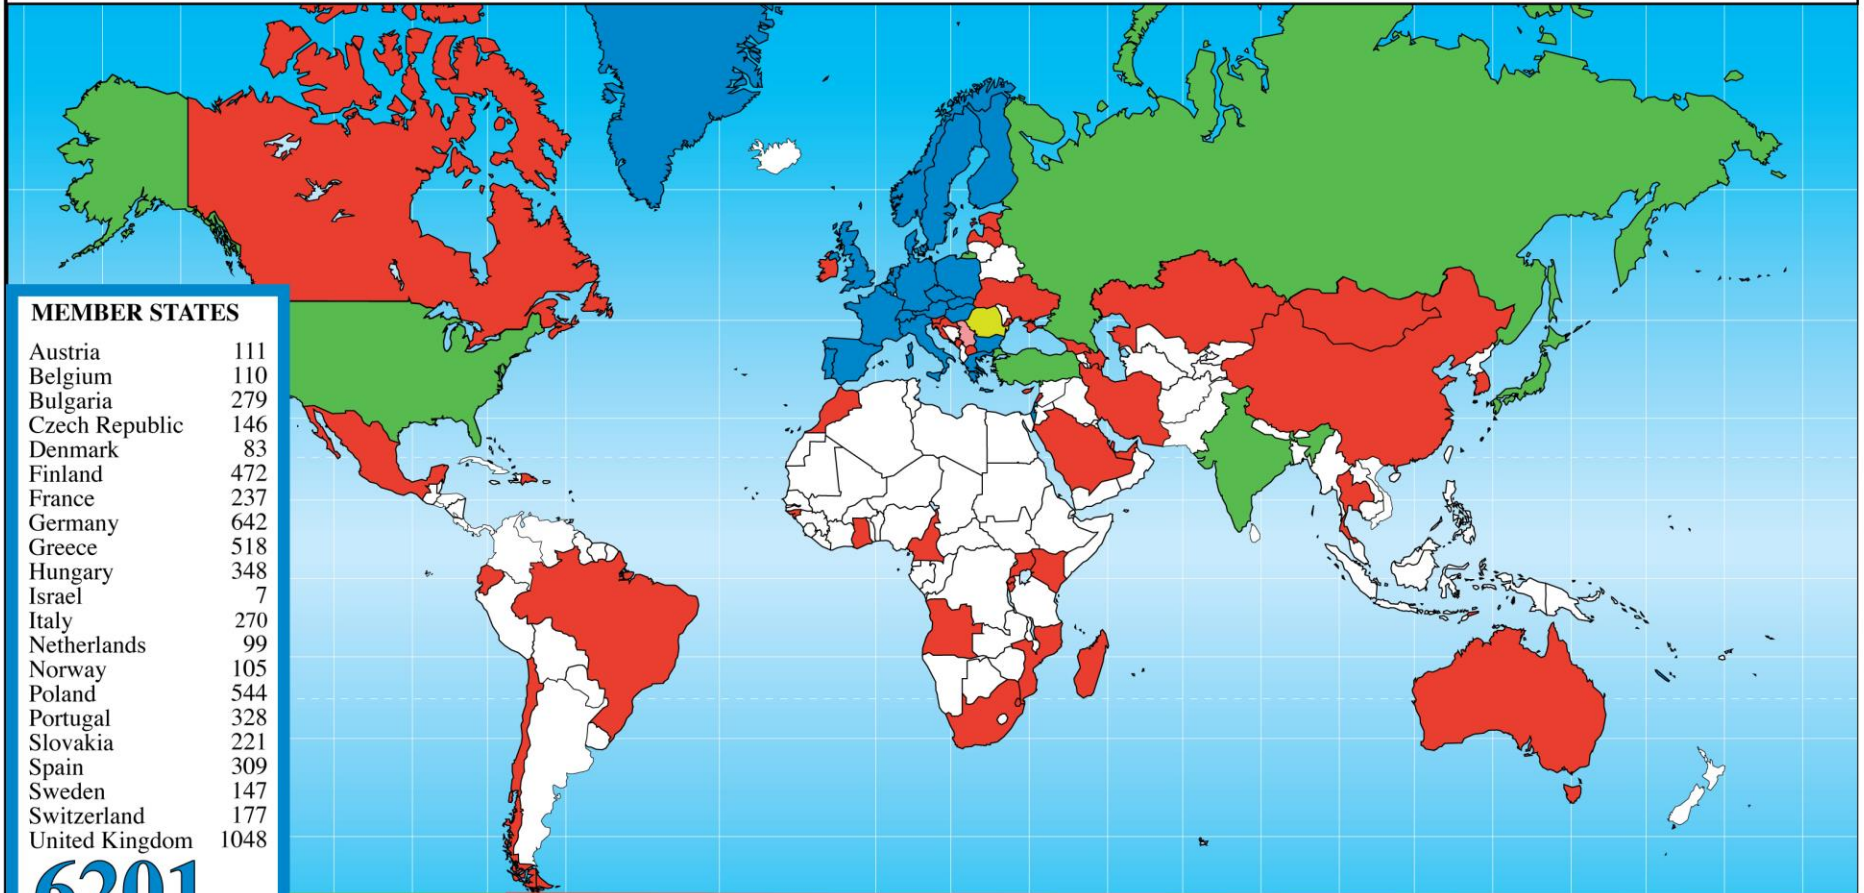 MEMBER STATES
Austria 111
Belgium 110
Bulgaria 279
Czech Republic 146
Denmark 83
Finland 472
France 237
Germany 642
Greece 518
Hungary 348
Israel 7
Italy 270
Netherlands 99
Norway 105
Poland 544
Portugal 328
Slovakia 221
Spain 309
Sweden 147
Switzerland 177
United Kingdom 1048
6201